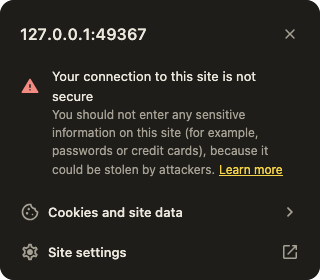 127.0.0.1:49367
Your connection to this site is not
secure
You should not enter any sensitive
information on this site (for example,
passwords or credit cards), because it
could be stolen by attackers. Learn more
Cookies and site data
Site settings